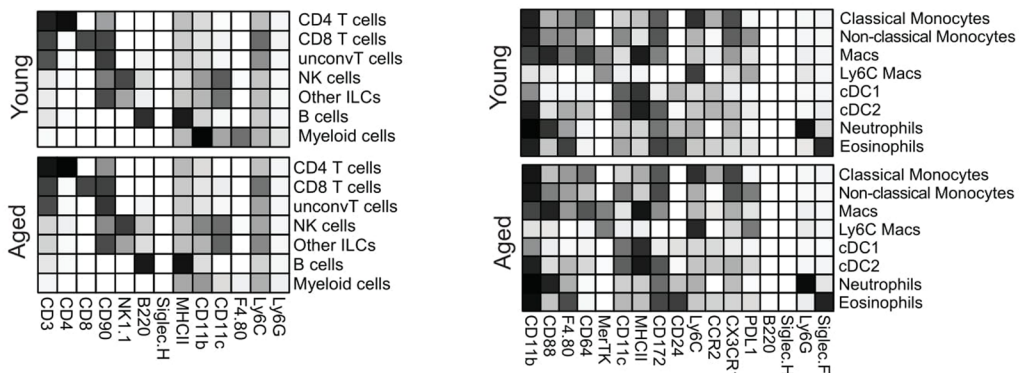 Young
CD4 T cells
CD8 T cells
unconvT cells
NK cells
Other ILCs
B cells
Myeloid cells
Aged
CD4 T cells
CD8 T cells
unconvT cells
NK cells
Other ILCs
B cells
Myeloid cells
CD3
CD4
CD8
CD90
NK1.1
B220
Siglec.H
MHCII
CD11b
CD11c
F4.80
Ly6C
Ly6G
Young
Classical Monocytes
Non-classical Monocytes
Macs
Ly6C Macs
cDC1
cDC2
Neutrophils
Eosinophils
Aged
Classical Monocytes
Non-classical Monocytes
Macs
Ly6C Macs
cDC1
cDC2
Neutrophils
Eosinophils
CD11b
CD88
F4.80
CD64
MerTK
CD11c
MHCII
CD172
CD24
Ly6C
CCR2
CX3CR
PDL1
B220
Siglec.H
Ly6G
Siglec.F